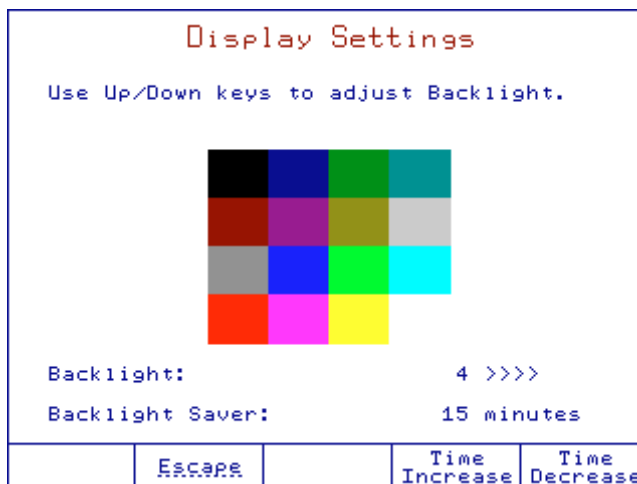 Display Settings
Use Up/Down keys to adjust Backlight.
Backlight: 4 >>>>
Backlight Saver: 15 minutes
Escape
Time Increase
Time Decrease